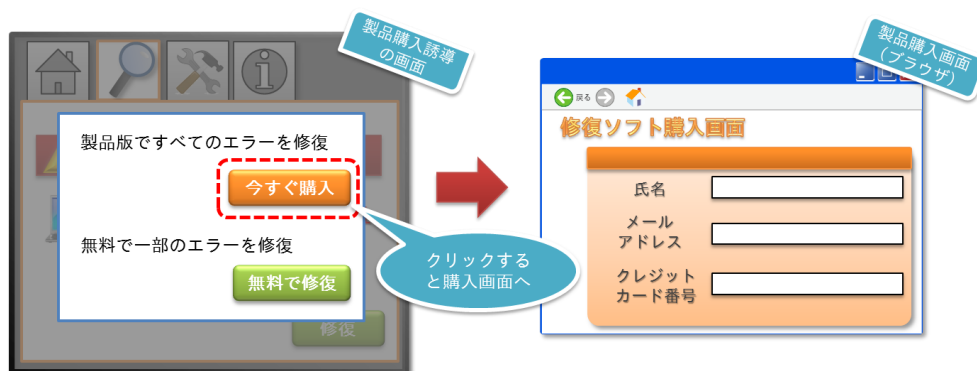 製品購入誘導
の画面
製品版ですべてのエラーを修復
今すぐ購入
無料で一部のエラーを修復
無料で修復
修復
クリックする
と購入画面へ
製品購入画面
（ブラウザ）
戻る
修復ソフト購入画面
氏名
メール
アドレス
クレジット
カード番号